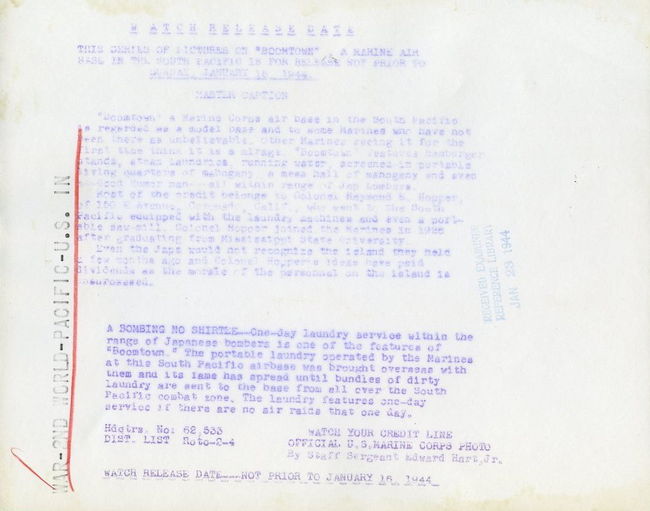 WATCH RELEASE DATE
THIS SERIES OF PICTURES ON "BOOMTOWN" A MARINE AIR
BASE IN THE SOUTH PACIFIC IS FOR RELEASE NOT PRIOR TO
SUNDAY, JANUARY 16, 1944.
MASTER CAPTION
"Boomtown" a Marine Corps air base in the South Pacific
is regarded as a model base and to some Marines who have not
been there as unbelievable. Other Marines seeing it for the
first time think it is a mirage. "Boomtown" features hamburger
stands, steam laundries, running water, screened in portable
living quarters of mahogany, a mess hall of mahogany and even
Humor man---all within range of Jap bombers.
Most of the credit belongs to Colonel Raymond E. Hopper,
of 100 Avenue, Calif., who went to the South
Pacific equipped with the laundry machines and even a port-
able saw-mill. Colonel Hopper joined the Marines in
after graduating from Mississippi State University.
Even the Japs would not recognize the island they held
a few months ago and Colonel Hopper's ideas have paid
dividends as the morale of the personnel on the island is
unsurpassed.
A BOMBING NO SHIRTLE--One-day laundry service within the
range of Japanese bombers is one of the features of
"Boomtown." The portable laundry operated by the Marines
at this South Pacific airbase was brought overseas with
them and its fame has spread until bundles of dirty
laundry are sent to the base from all over the South
Pacific combat zone. The laundry features one-day
service if there are no air raids that one day.
Hdqtrs. No: 62,533
DIST. LIST Roto-2-4
WATCH YOUR CREDIT LINE
OFFICIAL U.S. MARINE CORPS PHOTO
By Staff Sergeant Edward Hart, Jr.
WATCH RELEASE DATE---NOT PRIOR TO JANUARY 16, 1944
WAR-2ND WORLD-PACIFIC-U.S. IN
RECEIVED EXAMINER
REFERENCE LIBRARY
JAN 23 1944